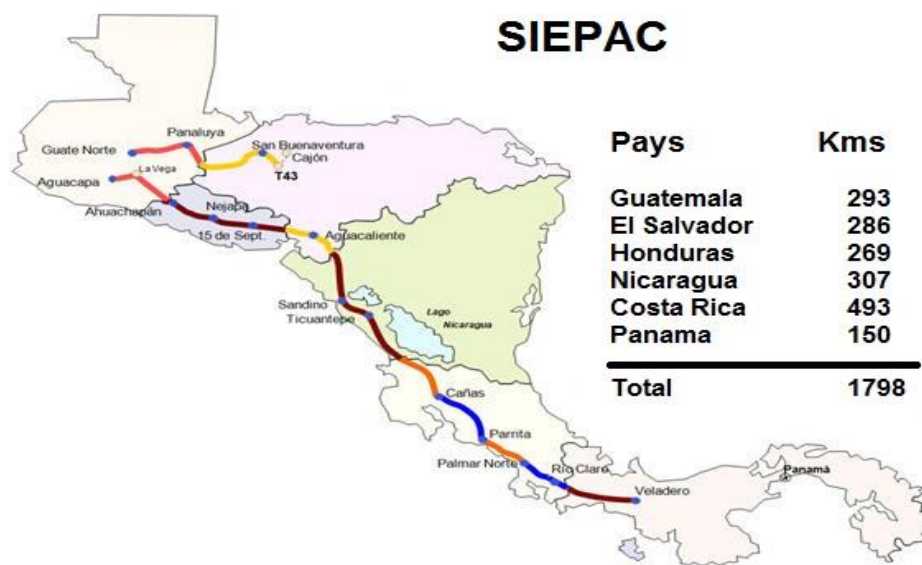 SIEPAC
Pays Kms
Guatemala 293
El Salvador 286
Honduras 269
Nicaragua 307
Costa Rica 493
Panama 150
Total 1798
Panaluya
Guate Norte
San Buenaventura
Cajón
T43
La Vega
Aguacapa
Ahuachapán
Nejapa
15 de Sept.
Aguacaliente
Sandino
Ticuantepe
Lago
Nicaragua
Cañas
Parrita
Palmar Norte
Río Claro
Veladero
Panamá